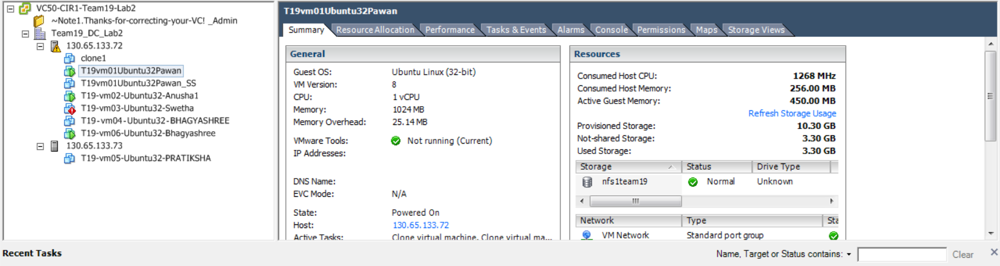 VC50-CIR1-Team19-Lab2
~Note1.Thanks-for-correcting-your-VC! _Admin
Team19_DC_Lab2
130.65.133.72
clone1
T19vm01Ubuntu32Pawan
T19vm01Ubuntu32Pawan_SS
T19-vm02-Ubuntu32-Anusha1
T19-vm03-Ubuntu32-Swetha
T19-vm04-Ubuntu32-BHAGYASHREE
T19-vm06-Ubuntu32-Bhagyashree
130.65.133.73
T19-vm05-Ubuntu32-PRATIKSHA
T19vm01Ubuntu32Pawan
Summary Resource Allocation Performance Tasks & Events Alarms Console Permissions Maps Storage Views
General
Guest OS: Ubuntu Linux (32-bit)
VM Version: 8
CPU: 1 vCPU
Memory: 1024 MB
Memory Overhead: 25.14 MB
VMware Tools: Not running (Current)
IP Addresses:
DNS Name:
EVC Mode: N/A
State: Powered On
Host: 130.65.133.72
Active Tasks: Clone virtual machine, Clone virtual ma...
Resources
Consumed Host CPU: 1268 MHz
Consumed Host Memory: 256.00 MB
Active Guest Memory: 450.00 MB
Refresh Storage Usage
Provisioned Storage: 10.30 GB
Not-shared Storage: 3.30 GB
Used Storage: 3.30 GB
Storage Status Drive Type
nfs1team19 Normal Unknown
Network Type Sta
VM Network Standard port group
Recent Tasks
Name, Target or Status contains: Clear